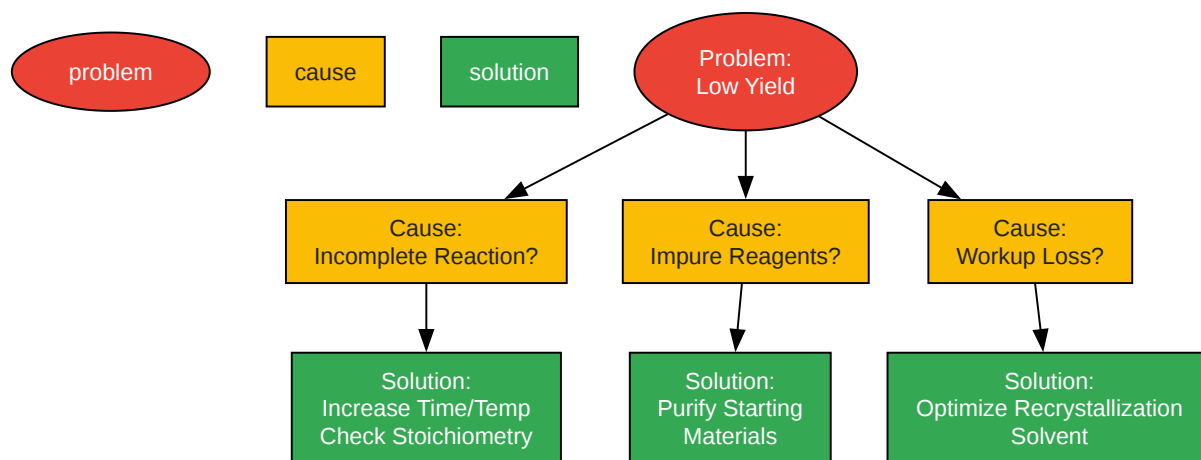 problem
cause
solution
Problem:
Low Yield
Cause:
Incomplete Reaction?
Cause:
Impure Reagents?
Cause:
Workup Loss?
Solution:
Increase Time/Temp
Check Stoichiometry
Solution:
Purify Starting
Materials
Solution:
Optimize Recrystallization
Solvent